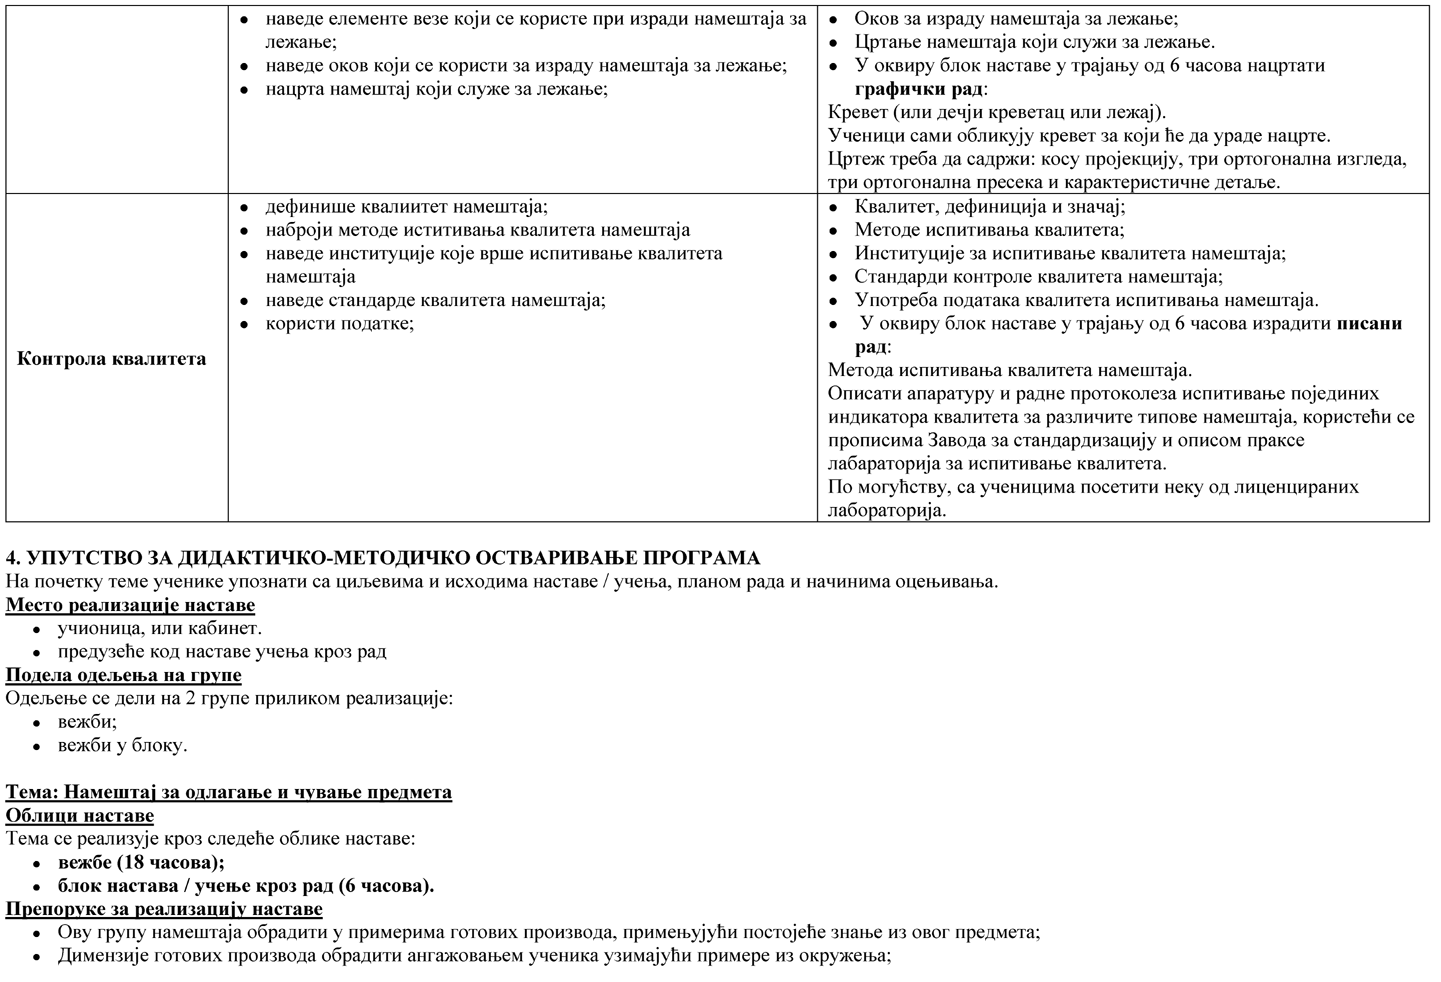 • наведе елементе везе који се користе при изради намештаја за
лежање;
• наведе оков који се користи за израду намештаја за лежање;
• нацрта намештај који служе за лежање;
• Оков за израду намештаја за лежање;
• Цртање намештаја који служи за лежање.
• У оквиру блок наставе у трајању од 6 часова нацртати
графички рад:
Кревет (или дечји креветац или лежај).
Ученици сами обликују кревет за који ће да ураде нацрте.
Цртеж треба да садржи: косу пројекцију, три ортогонална изгледа,
три ортогонална пресека и карактеристичне детаље.
Контрола квалитета
• дефинише квалиитет намештаја;
• наброји методе иститивања квалитета намештаја
• наведе институције које врше испитивање квалитета
намештаја
• наведе стандарде квалитета намештаја;
• користи податке;
• Квалитет, дефиниција и значај;
• Методе испитивања квалитета;
• Институције за испитивање квалитета намештаја;
• Стандарди контроле квалитета намештаја;
• Употреба података квалитета испитивања намештаја.
• У оквиру блок наставе у трајању од 6 часова израдити писани
рад:
Метода испитивања квалитета намештаја.
Описати апаратуру и радне протоколеза испитивање појединих
индикатора квалитета за различите типове намештаја, користећи се
прописима Завода за стандардизацију и описом праксе
лабараторија за испитивање квалитета.
По могућству, са ученицима посетити неку од лиценцираних
лабораторија.
4. УПУТСТВО ЗА ДИДАКТИЧКО-МЕТОДИЧКО ОСТВАРИВАЊЕ ПРОГРАМА
На почетку теме ученике упознати са циљевима и исходима наставе / учења, планом рада и начинима оцењивања.
Место реализације наставе
• учионица, или кабинет.
• предузеће код наставе учења кроз рад
Подела одељења на групе
Одељење се дели на 2 групе приликом реализације:
• вежби;
• вежби у блоку.
Тема: Намештај за одлагање и чување предмета
Облици наставе
Тема се реализује кроз следеће облике наставе:
• вежбе (18 часова);
• блок настава / учење кроз рад (6 часова).
Препоруке за реализацију наставе
• Ову групу намештаја обрадити у примерима готових производа, примењујући постојеће знање из овог предмета;
• Димензије готових производа обрадити ангажовањем ученика узимајући примере из окружења;